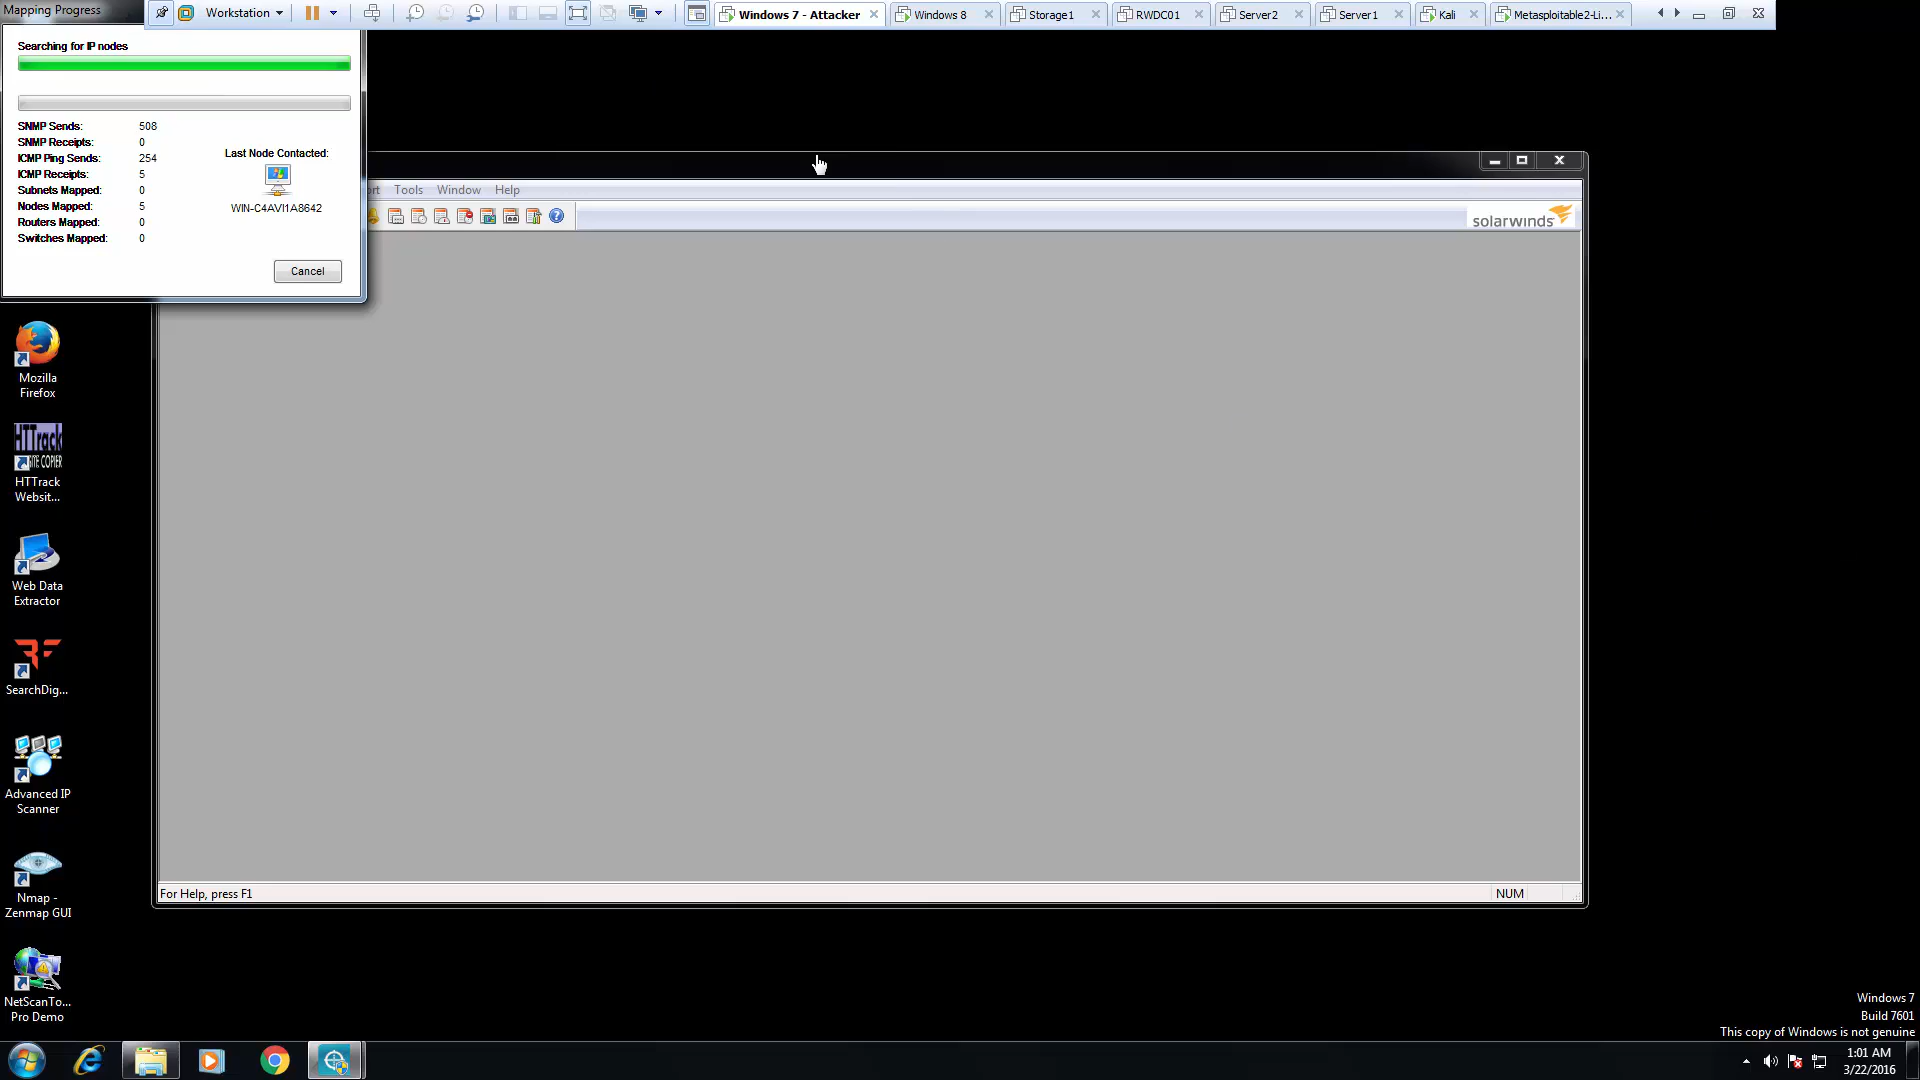 Mapping Progress
Workstation
Windows 7 - Attacker
Windows 8
Storage1
RWDC01
Server2
Server1
Kali
Metasploitable2-Li...
Searching for IP nodes
SNMP Sends: 508
SNMP Receipts: 0
ICMP Ping Sends: 254
ICMP Receipts: 5
Subnets Mapped: 0
Nodes Mapped: 5
Routers Mapped: 0
Switches Mapped: 0
Last Node Contacted:
WIN-C4AVI1A8642
Cancel
ort Tools Window Help
solarwinds
Mozilla
Firefox
HTTrack
SITE COPIER
HTTrack
Websit...
Web Data
Extractor
SearchDig...
Advanced IP
Scanner
Nmap -
Zenmap GUI
NetScanTo...
Pro Demo
For Help, press F1
NUM
Windows 7
Build 7601
This copy of Windows is not genuine
1:01 AM
3/22/2016